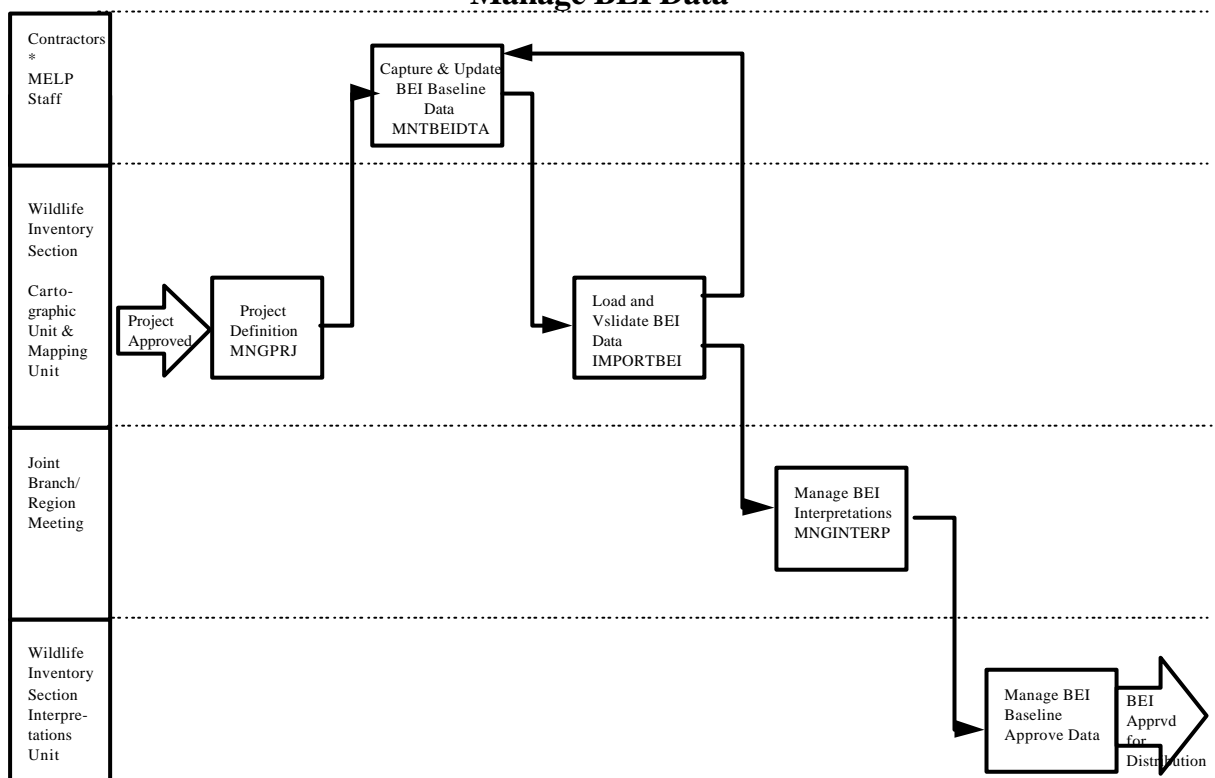 Manage BEI Data
Contractors
*
MELP
Staff
Capture & Update
BEI Baseline
Data
MNTBEIDTA
Wildlife
Inventory
Section
Carto-
graphic
Unit &
Mapping
Unit
Project
Approved
Project
Definition
MNGPRJ
Load and
Vslidate BEI
Data
IMPORTBEI
Joint
Branch/
Region
Meeting
Manage BEI
Interpretations
MNGINTERP
Wildlife
Inventory
Section
Interpre-
tations
Unit
Manage BEI
Baseline
Approve Data
BEI
Apprvd
for
Distribution